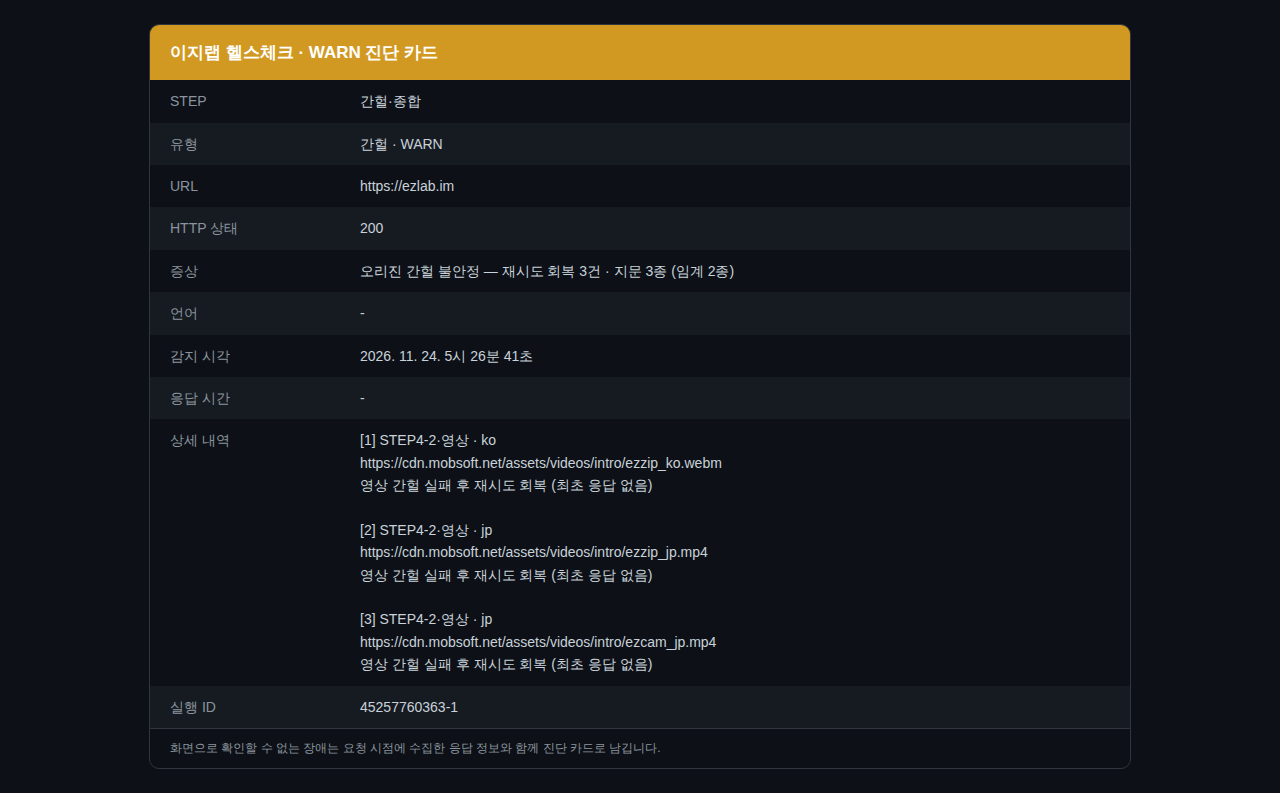 이지랩 헬스체크 · WARN 진단 카드
STEP 간헐·종합
유형 간헐 · WARN
URL https://ezlab.im
HTTP 상태 200
증상 오리진 간헐 불안정 — 재시도 회복 3건 · 지문 3종 (임계 2종)
언어 -
감지 시각 2026. 11. 24. 5시 26분 41초
응답 시간 -
상세 내역 [1] STEP4-2·영상 · ko
https://cdn.mobsoft.net/assets/videos/intro/ezzip_ko.webm
영상 간헐 실패 후 재시도 회복 (최초 응답 없음)
[2] STEP4-2·영상 · jp
https://cdn.mobsoft.net/assets/videos/intro/ezzip_jp.mp4
영상 간헐 실패 후 재시도 회복 (최초 응답 없음)
[3] STEP4-2·영상 · jp
https://cdn.mobsoft.net/assets/videos/intro/ezcam_jp.mp4
영상 간헐 실패 후 재시도 회복 (최초 응답 없음)
실행 ID 45257760363-1
화면으로 확인할 수 없는 장애는 요청 시점에 수집한 응답 정보와 함께 진단 카드로 남깁니다.